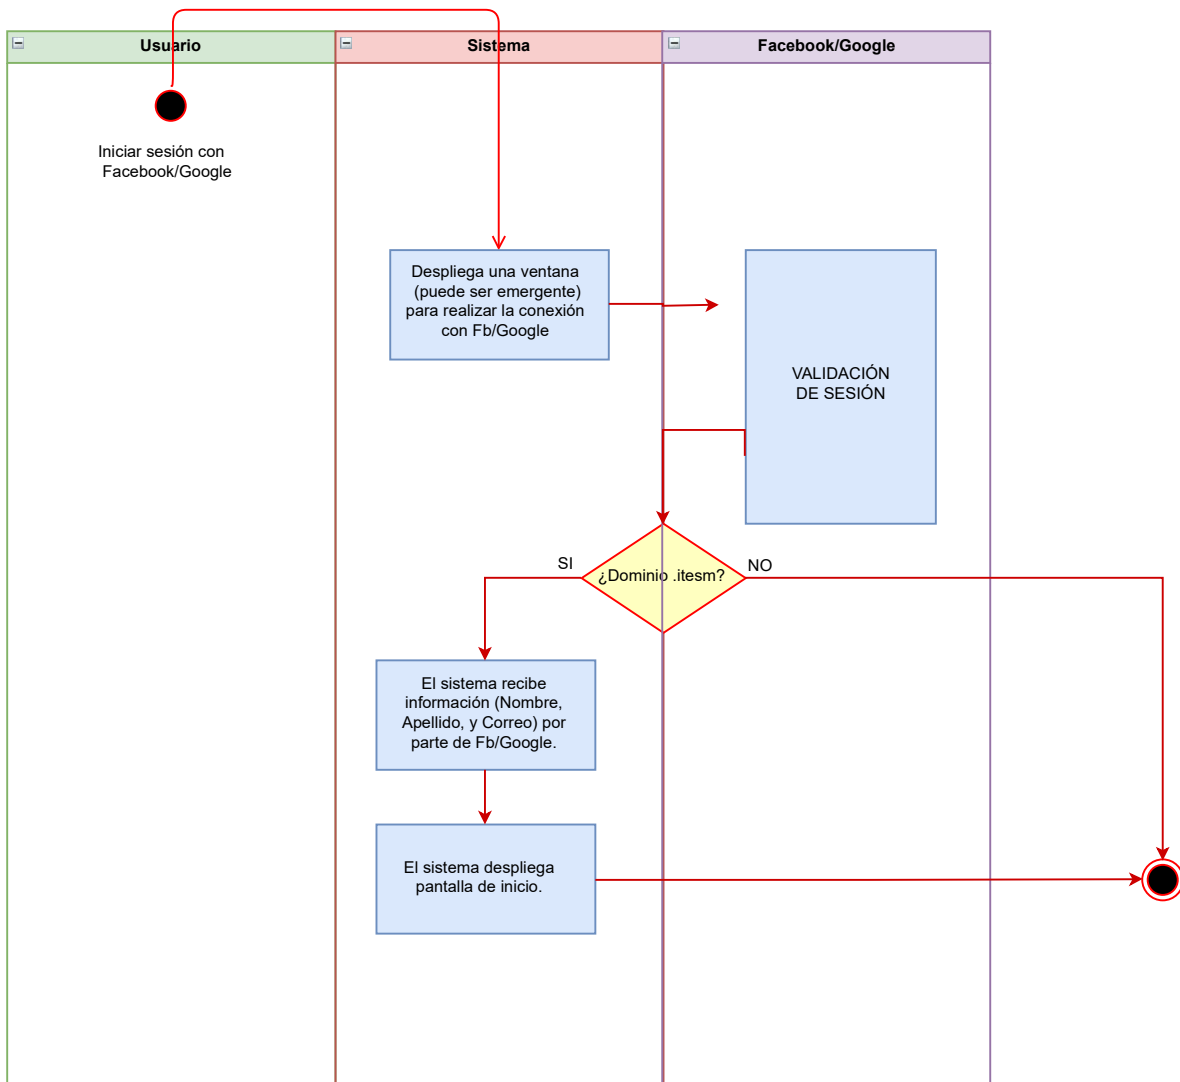 Usuario
Sistema
Facebook/Google
Iniciar sesión con
Facebook/Google
Despliega una ventana
(puede ser emergente)
para realizar la conexión
con Fb/Google
VALIDACIÓN
DE SESIÓN
SI
¿Dominio .itesm?
NO
El sistema recibe
información (Nombre,
Apellido, y Correo) por
parte de Fb/Google.
El sistema despliega
pantalla de inicio.